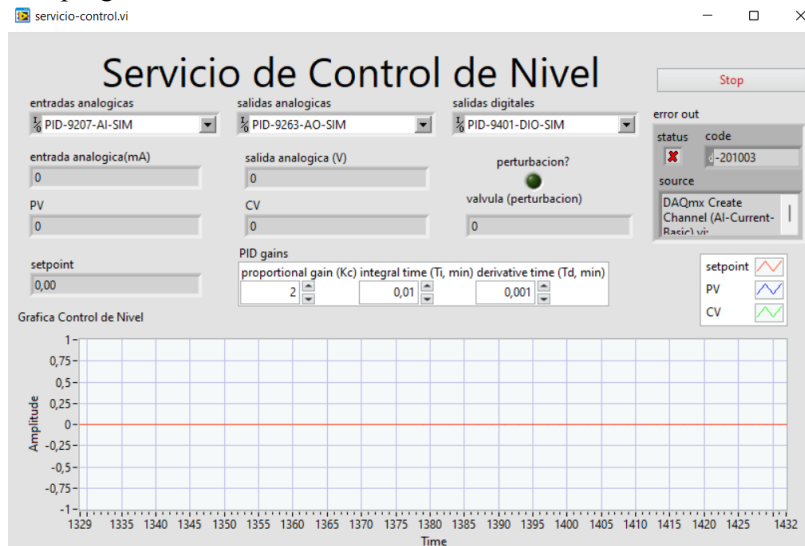 servicio-control.vi
Servicio de Control de Nivel
Stop
entradas analogicas
salidas analogicas
salidas digitales
PID-9207-AI-SIM
PID-9263-AO-SIM
PID-9401-DIO-SIM
error out
status
code
-201003
source
DAQmx Create
Channel (AI-Current-
Basic).vi:
entrada analogica(mA)
0
salida analogica (V)
0
perturbacion?
PV
0
CV
0
valvula (perturbacion)
0
setpoint
0,00
PID gains
proportional gain (Kc) integral time (Ti, min) derivative time (Td, min)
2
0,01
0,001
setpoint
PV
CV
Grafica Control de Nivel
Amplitude
1
0,75
0,5
0,25
0
-0,25
-0,5
-0,75
-1
1329 1335 1340 1345 1350 1355 1360 1365 1370 1375 1380 1385 1390 1395 1400 1405 1410 1415 1420 1425 1432
Time